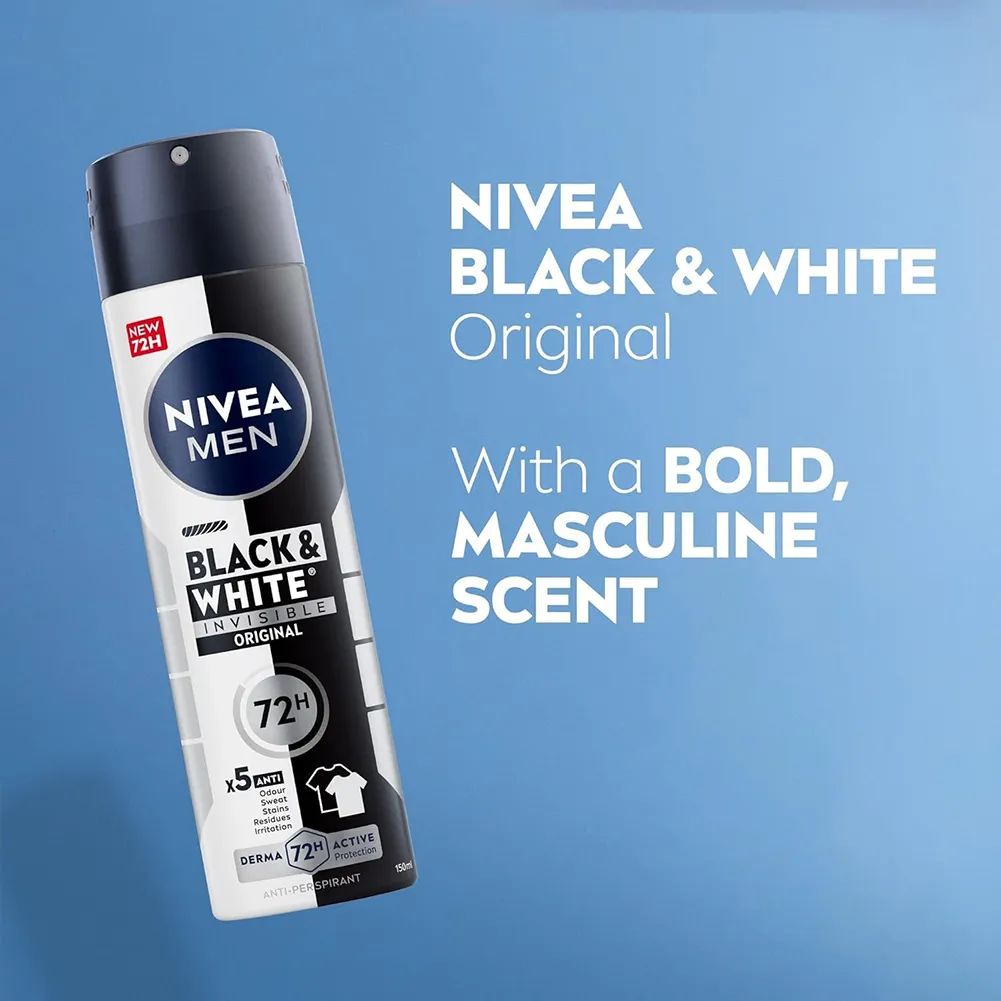 NEW
72H
NIVEA
MEN
BLACK &
WHITE®
INVISIBLE
ORIGINAL
72H
x5 ANTI
Odour
Sweat
Stains
Residues
Irritation
DERMA 72H ACTIVE
Protection
150ml
ANTI-PERSPIRANT
NIVEA
BLACK & WHITE
Original
With a BOLD,
MASCULINE
SCENT